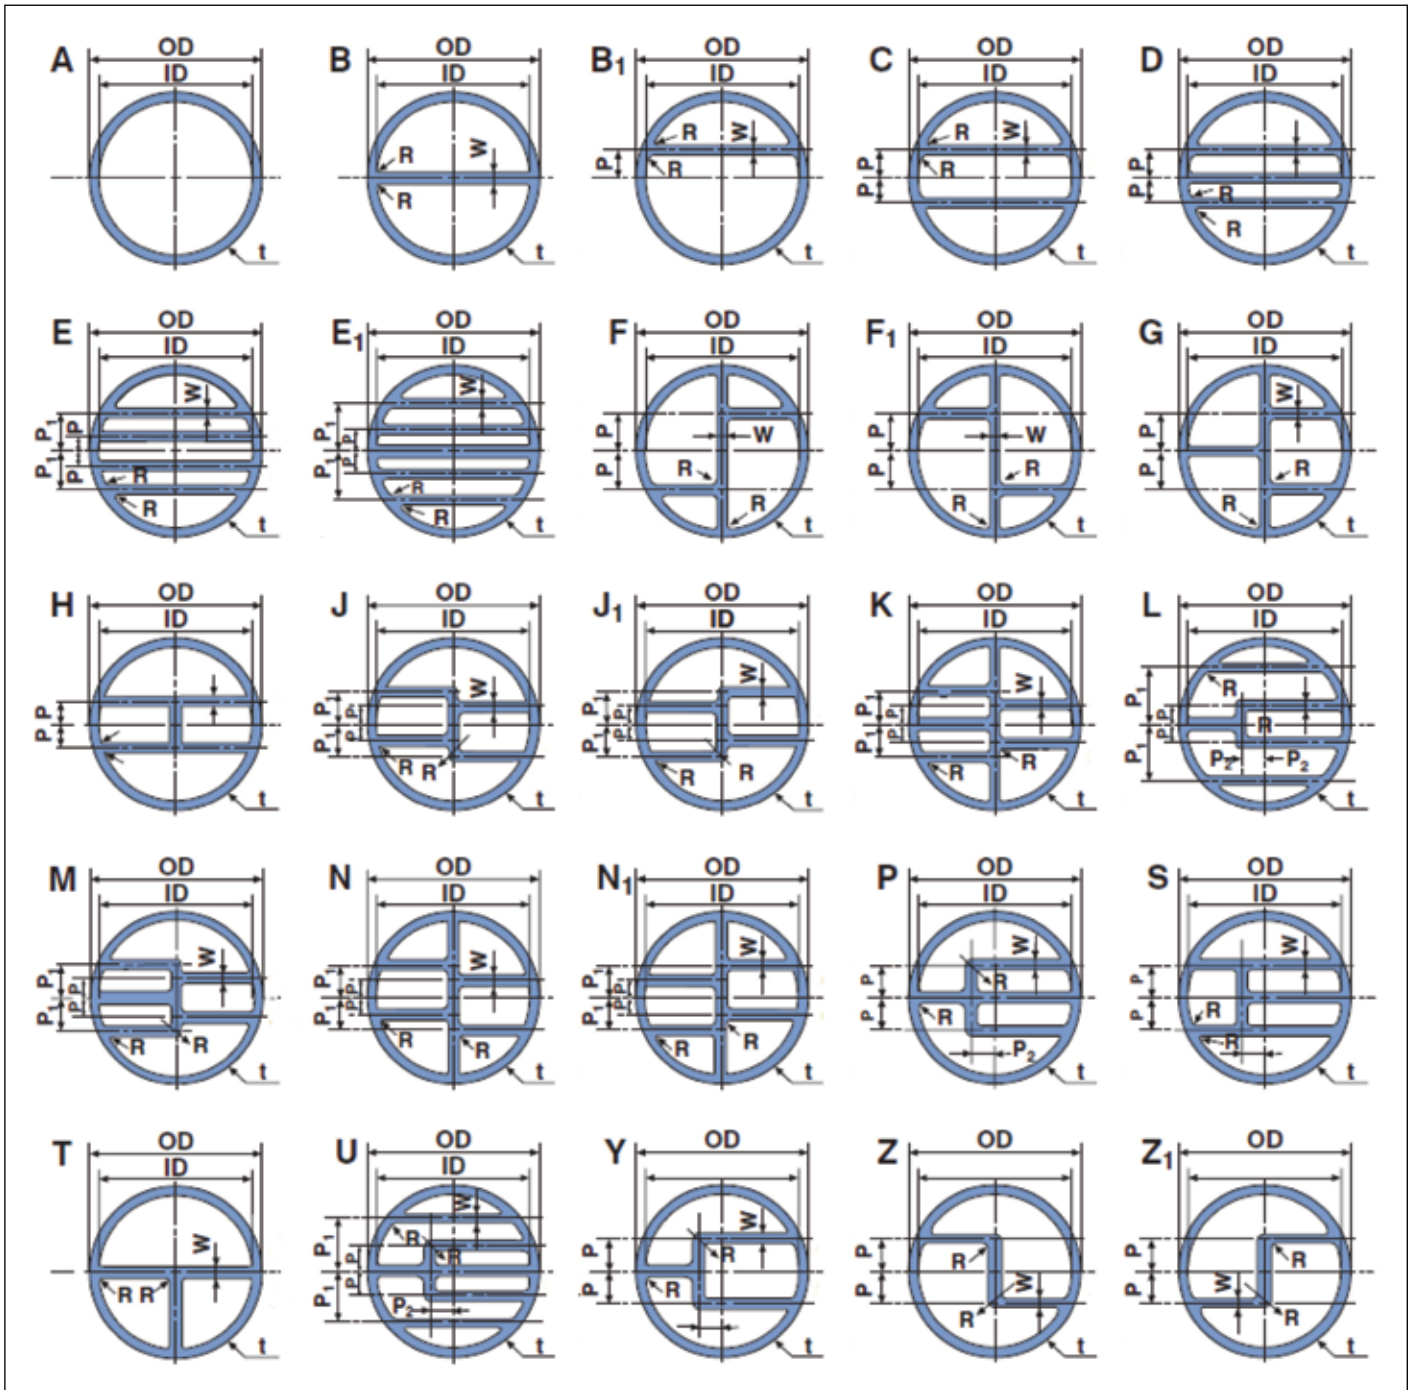 A OD ID t
B OD ID R W R t
B1 OD ID R W R P t
C OD ID R W R P P t
D OD ID P P R R t
E OD ID W P1 P P1 P R R t
E1 OD ID W P1 P P1 P R R t
F OD ID P P W R R t
F1 OD ID P P W R R t
G OD ID W P P R R t
H OD ID P P t
J OD ID W P1 P P1 P R R t
J1 OD ID W P1 P P1 P R R t
K OD ID W P1 P P1 P R R t
L OD ID R P1 P P1 P R P2 P2 t
M OD ID W P1 P P1 P R R t
N OD ID W P1 P P1 P R R t
N1 OD ID W P1 P P1 P R R t
P OD ID W P P R R P2 t
S OD ID W P P R R t
T OD ID W R R t
U OD ID W P1 P P1 P R R P2 t
Y OD W P P R R t
Z OD P P R W R t
Z1 OD P P R W R t